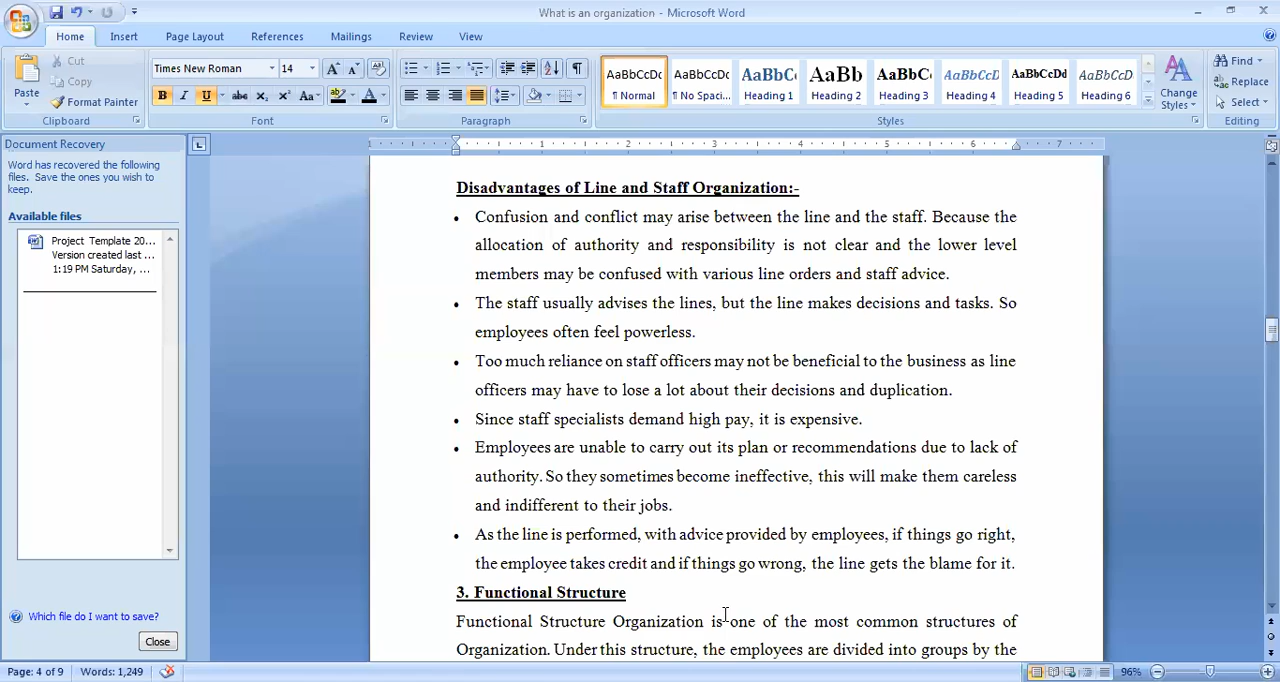 What is an organization - Microsoft Word
Home Insert Page Layout References Mailings Review View
Paste
Cut
Copy
Format Painter
Clipboard
Times New Roman 14
B I U abc X₂ X² Aa
Font
Paragraph
AaBbCcDc AaBbCcDc AaBbC AaBb AaBbC AaBbCcD AaBbCcDd AaBbCcD
¶ Normal ¶ No Spaci... Heading 1 Heading 2 Heading 3 Heading 4 Heading 5 Heading 6
Change Styles
Styles
Find
Replace
Select
Editing
Document Recovery
Word has recovered the following
files. Save the ones you wish to
keep.
Available files
Project Template 20...
Version created last ...
1:19 PM Saturday, ...
Which file do I want to save?
Close
1 1 2 3 4 5 6 7
Disadvantages of Line and Staff Organization:-
• Confusion and conflict may arise between the line and the staff. Because the
allocation of authority and responsibility is not clear and the lower level
members may be confused with various line orders and staff advice.
• The staff usually advises the lines, but the line makes decisions and tasks. So
employees often feel powerless.
• Too much reliance on staff officers may not be beneficial to the business as line
officers may have to lose a lot about their decisions and duplication.
• Since staff specialists demand high pay, it is expensive.
• Employees are unable to carry out its plan or recommendations due to lack of
authority. So they sometimes become ineffective, this will make them careless
and indifferent to their jobs.
• As the line is performed, with advice provided by employees, if things go right,
the employee takes credit and if things go wrong, the line gets the blame for it.
3. Functional Structure
Functional Structure Organization is one of the most common structures of
Organization. Under this structure, the employees are divided into groups by the
Page: 4 of 9 Words: 1,249 96%